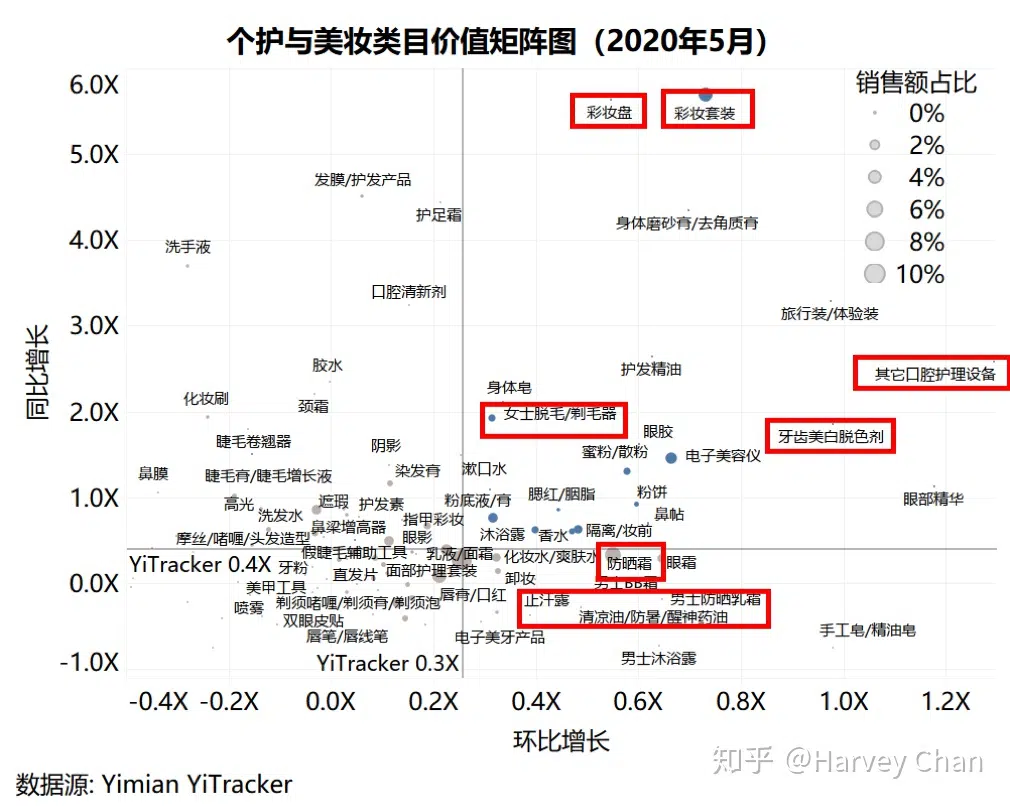 个护与美妆类目价值矩阵图（2020年5月）
销售额占比
0%
2%
4%
6%
8%
10%
同比增长
6.0X
5.0X
4.0X
3.0X
2.0X
1.0X
0.0X
-1.0X
彩妆盘
彩妆套装
发膜/护发产品
护足霜
身体磨砂膏/去角质膏
洗手液
口腔清新剂
旅行装/体验装
胶水
护发精油
其它口腔护理设备
身体皂
化妆刷
颈霜
女士脱毛/剃毛器
眼胶
牙齿美白脱色剂
睫毛卷翘器
阴影
蜜粉/散粉
电子美容仪
鼻膜
睫毛膏/睫毛增长液
染发膏
漱口水
高光
遮瑕
护发素
粉底液/膏
腮红/胭脂
粉饼
眼部精华
洗发水
鼻梁增高器
指甲彩妆
鼻帖
摩丝/啫喱/头发造型
眼影
沐浴露
香水
隔离/妆前
假睫毛辅助工具
乳液/面霜
化妆水/爽肤水
防晒霜
眼霜
YiTracker 0.4X
牙粉
直发片
面部护理套装
卸妆
男士BB霜
美甲工具
唇膏/口红
止汗露
男士防晒乳霜
喷雾
剃须啫喱/剃须膏/剃须泡
清凉油/防暑/醒神药油
双眼皮贴
唇笔/唇线笔
电子美牙产品
手工皂/精油皂
YiTracker 0.3X
男士沐浴露
-0.4X
-0.2X
0.0X
0.2X
0.4X
0.6X
0.8X
1.0X
1.2X
环比增长
知乎 @Harvey Chan
数据源: Yimian YiTracker